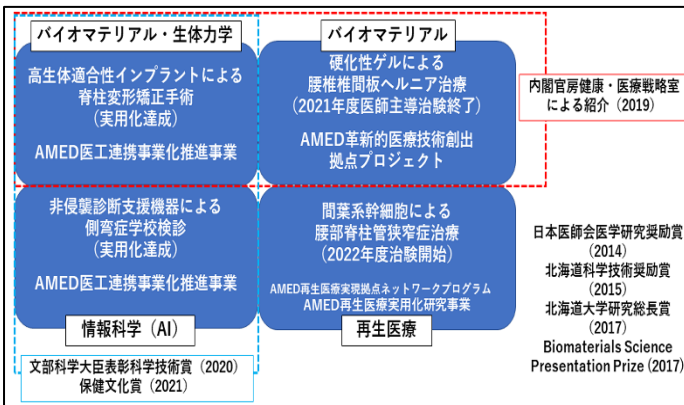 バイオマテリアル・生体力学
高生体適合性インプラントによる
脊柱変形矯正手術
(実用化達成)
AMED医工連携事業化推進事業
バイオマテリアル
硬化性ゲルによる
腰椎椎間板ヘルニア治療
(2021年度医師主導治験終了)
AMED革新的医療技術創出
拠点プロジェクト
内閣官房健康・医療戦略室
による紹介(2019)
非侵襲診断支援機器による
側弯症学校検診
(実用化達成)
AMED医工連携事業化推進事業
情報科学(AI)
間葉系幹細胞による
腰部脊柱管狭窄症治療
(2022年度治験開始)
AMED再生医療実現拠点ネットワークプログラム
AMED再生医療実用化研究事業
再生医療
日本医師会医学研究奨励賞
(2014)
北海道科学技術奨励賞
(2015)
北海道大学研究総長賞
(2017)
Biomaterials Science
Presentation Prize (2017)
文部科学大臣表彰科学技術賞(2020)
保健文化賞(2021)